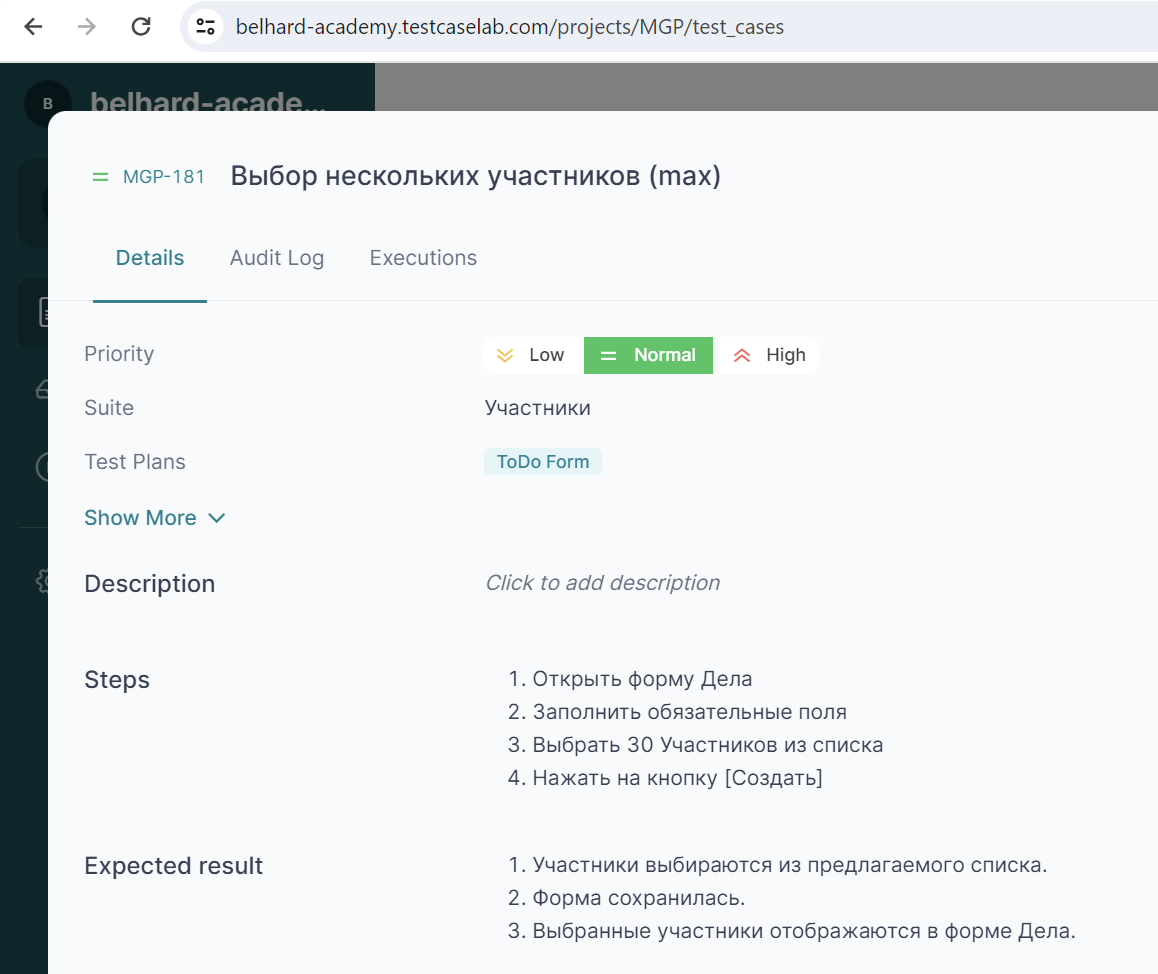 belhard-academy.testcaselab.com/projects/MGP/test_cases
B belhard-acade...
MGP-181 Выбор нескольких участников (max)
Details Audit Log Executions
Priority Low Normal High
Suite Участники
Test Plans ToDo Form
Show More
Description Click to add description
Steps 1. Открыть форму Дела
2. Заполнить обязательные поля
3. Выбрать 30 Участников из списка
4. Нажать на кнопку [Создать]
Expected result 1. Участники выбираются из предлагаемого списка.
2. Форма сохранилась.
3. Выбранные участники отображаются в форме Дела.